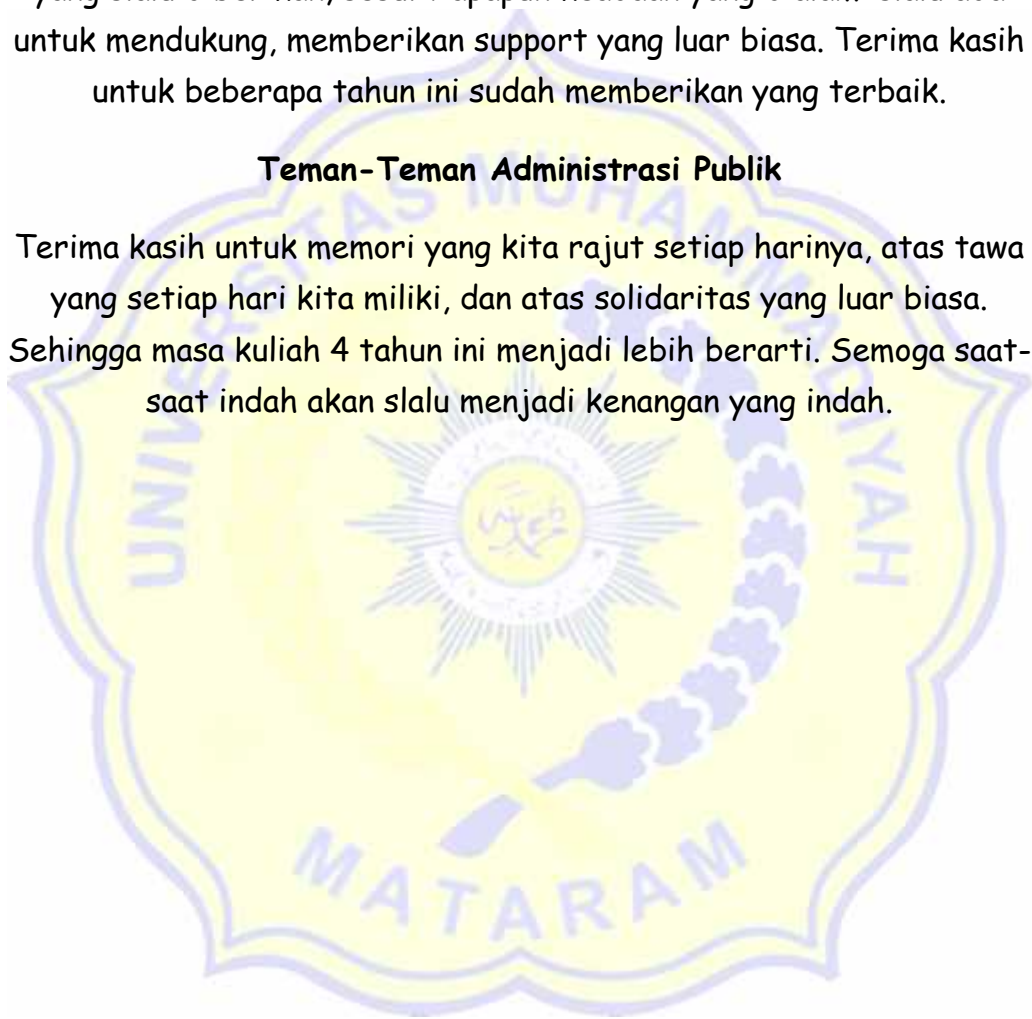 untuk mendukung, memberikan support yang luar biasa. Terima kasih
untuk beberapa tahun ini sudah memberikan yang terbaik.
Teman-Teman Administrasi Publik
Terima kasih untuk memori yang kita rajut setiap harinya, atas tawa
yang setiap hari kita miliki, dan atas solidaritas yang luar biasa.
Sehingga masa kuliah 4 tahun ini menjadi lebih berarti. Semoga saat-
saat indah akan slalu menjadi kenangan yang indah.
UNIVERSITAS MUHAMMADIYAH
MATARAM